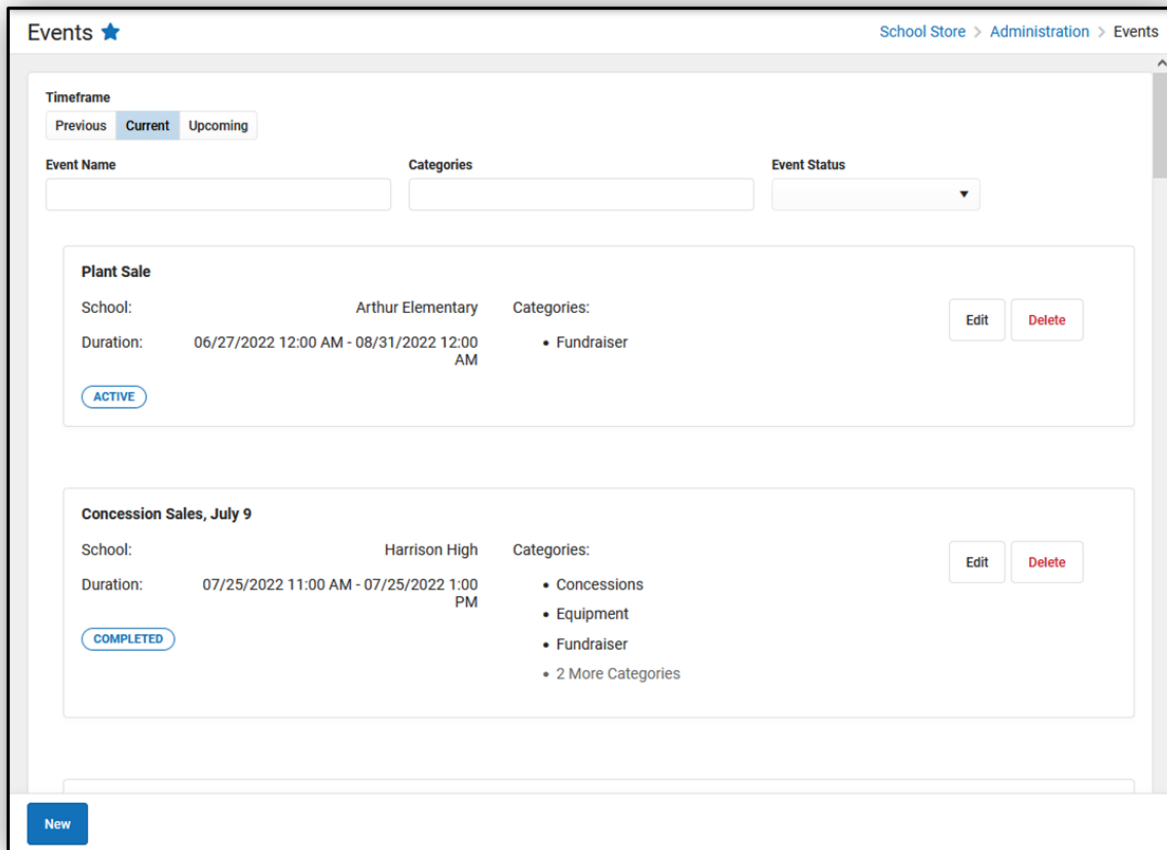 Events
School Store > Administration > Events
Timeframe
Previous Current Upcoming
Event Name Categories Event Status
Plant Sale
School: Arthur Elementary Categories:
Edit Delete
Duration: 06/27/2022 12:00 AM - 08/31/2022 12:00 • Fundraiser
AM
ACTIVE
Concession Sales, July 9
School: Harrison High Categories:
Edit Delete
Duration: 07/25/2022 11:00 AM - 07/25/2022 1:00 • Concessions
PM
• Equipment
COMPLETED
• Fundraiser
• 2 More Categories
New